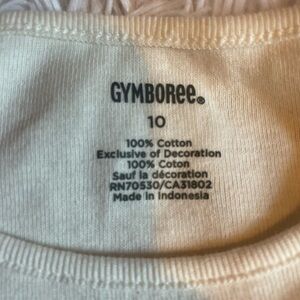 GYMBORee®
10
100% Cotton
Exclusive of Decoration
100% Coton
Sauf la décoration
RN70530/CA31802
Made in Indonesia